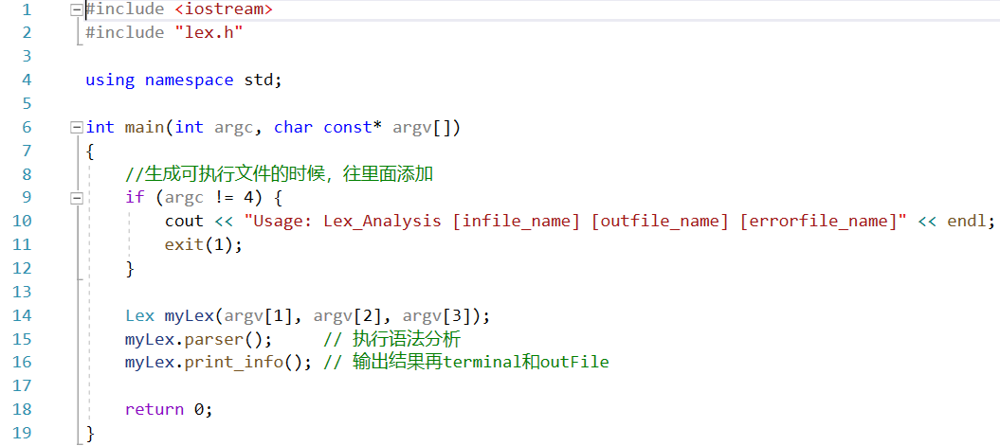 1 #include <iostream>
2 #include "lex.h"
3
4 using namespace std;
5
6 int main(int argc, char const* argv[])
7 {
8     //生成可执行文件的时候，往里面添加
9     if (argc != 4) {
10         cout << "Usage: Lex_Analysis [infile_name] [outfile_name] [errorfile_name]" << endl;
11         exit(1);
12     }
13
14     Lex myLex(argv[1], argv[2], argv[3]);
15     myLex.parser();     // 执行语法分析
16     myLex.print_info(); // 输出结果再terminal和outFile
17
18     return 0;
19 }